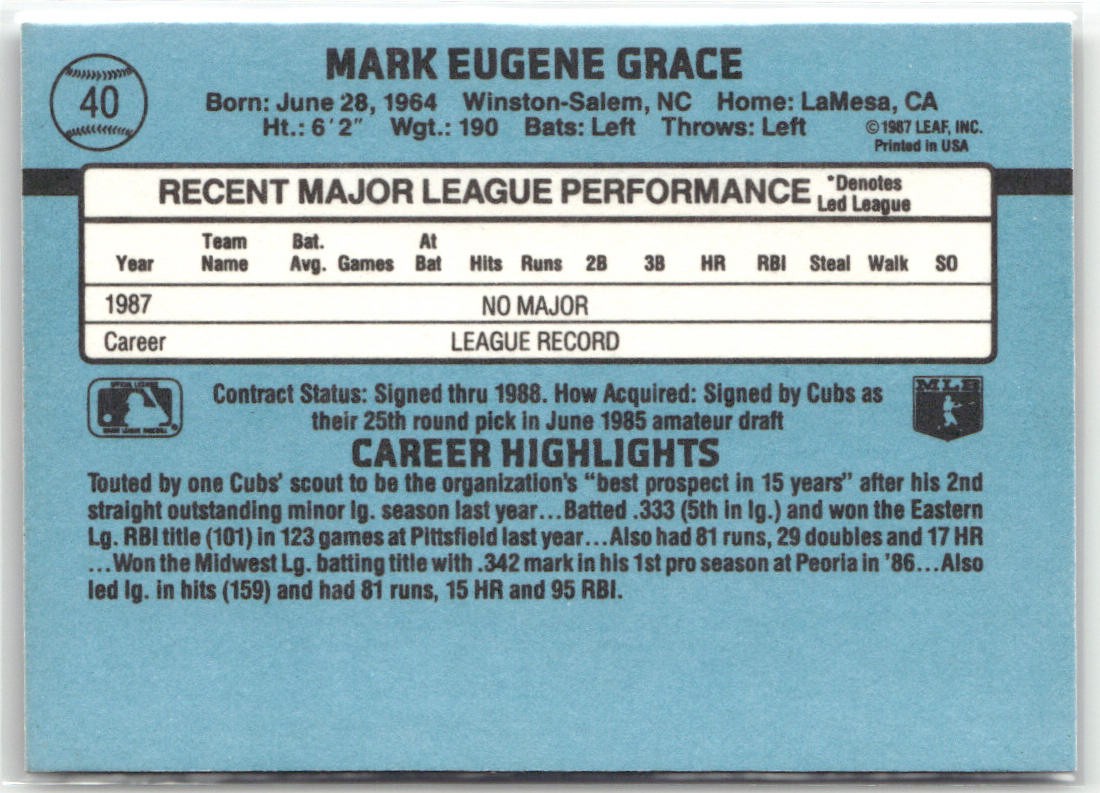 40
MARK EUGENE GRACE
Born: June 28, 1964 Winston-Salem, NC Home: LaMesa, CA
Ht.: 6'2" Wgt.: 190 Bats: Left Throws: Left
©1987 LEAF, INC.
Printed in USA
RECENT MAJOR LEAGUE PERFORMANCE
*Denotes
Led League
Year Team Name Bat. Avg. Games At Bat Hits Runs 2B 3B HR RBI Steal Walk SO
1987 NO MAJOR
Career LEAGUE RECORD
MLB
Contract Status: Signed thru 1988. How Acquired: Signed by Cubs as
their 25th round pick in June 1985 amateur draft
CAREER HIGHLIGHTS
Touted by one Cubs' scout to be the organization's "best prospect in 15 years" after his 2nd
straight outstanding minor lg. season last year...Batted .333 (5th in lg.) and won the Eastern
Lg. RBI title (101) in 123 games at Pittsfield last year...Also had 81 runs, 29 doubles and 17 HR
...Won the Midwest Lg. batting title with .342 mark in his 1st pro season at Peoria in '86...Also
led lg. in hits (159) and had 81 runs, 15 HR and 95 RBI.